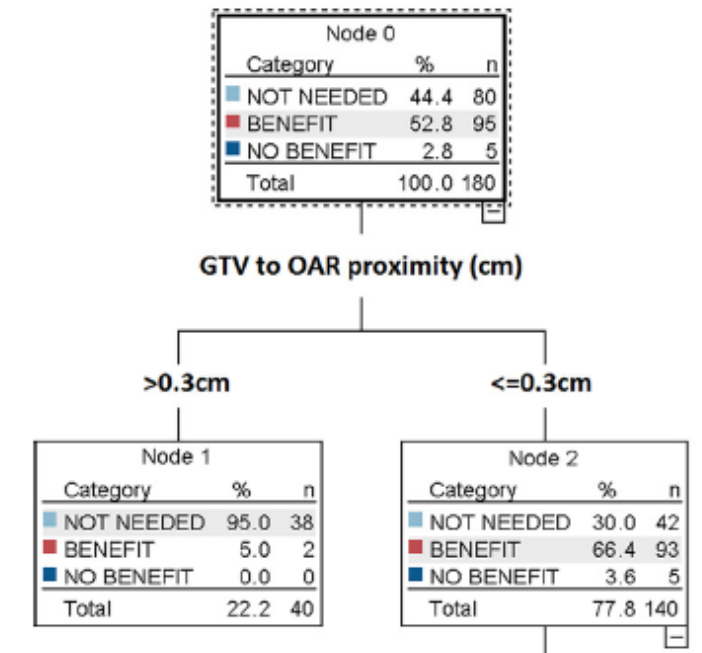 Node 0
Category % n
NOT NEEDED 44.4 80
BENEFIT 52.8 95
NO BENEFIT 2.8 5
Total 100.0 180
GTV to OAR proximity (cm)
>0.3cm
<=0.3cm
Node 1
Category % n
NOT NEEDED 95.0 38
BENEFIT 5.0 2
NO BENEFIT 0.0 0
Total 22.2 40
Node 2
Category % n
NOT NEEDED 30.0 42
BENEFIT 66.4 93
NO BENEFIT 3.6 5
Total 77.8 140